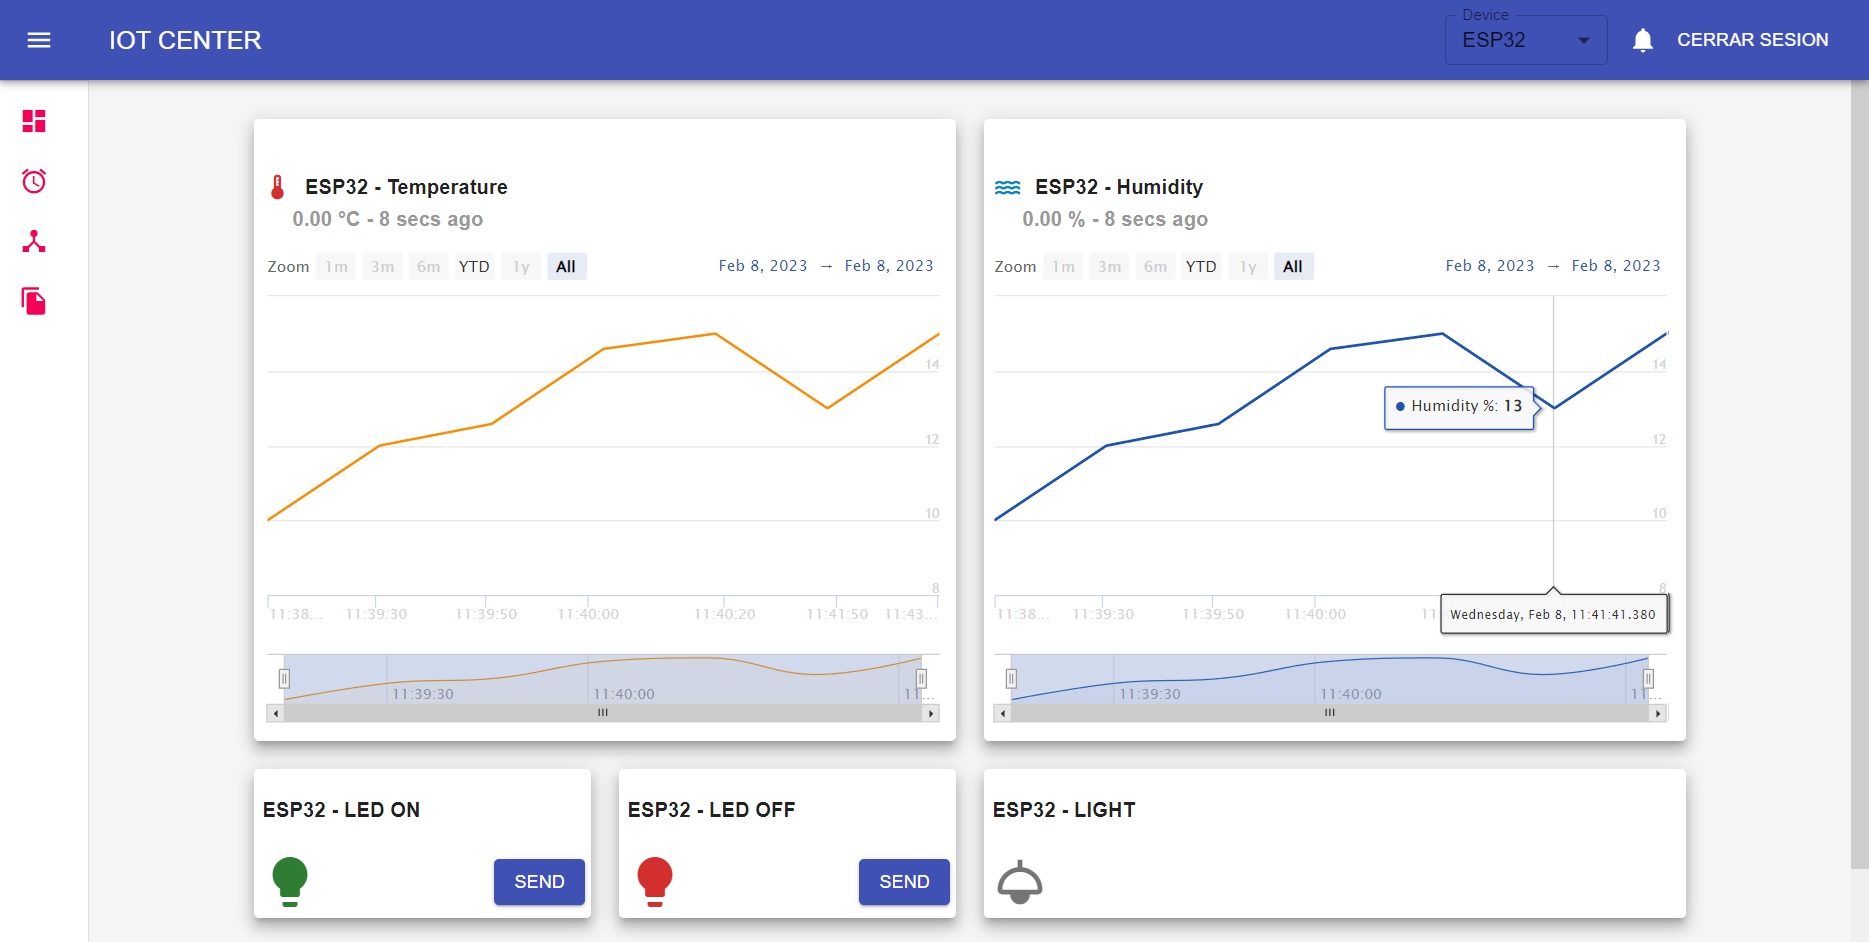 IOT CENTER
Device
ESP32
CERRAR SESION
ESP32 - Temperature
0.00 °C - 8 secs ago
Zoom 1m 3m 6m YTD 1y All
Feb 8, 2023 → Feb 8, 2023
14
12
10
8
11:38... 11:39:30 11:39:50 11:40:00 11:40:20 11:41:50 11:43...
11:39:30 11:40:00 11...
ESP32 - Humidity
0.00 % - 8 secs ago
Zoom 1m 3m 6m YTD 1y All
Feb 8, 2023 → Feb 8, 2023
14
Humidity %: 13
12
10
8
11:38... 11:39:30 11:39:50 11:40:00 11
Wednesday, Feb 8, 11:41:41.380
11:39:30 11:40:00 11...
ESP32 - LED ON
SEND
ESP32 - LED OFF
SEND
ESP32 - LIGHT